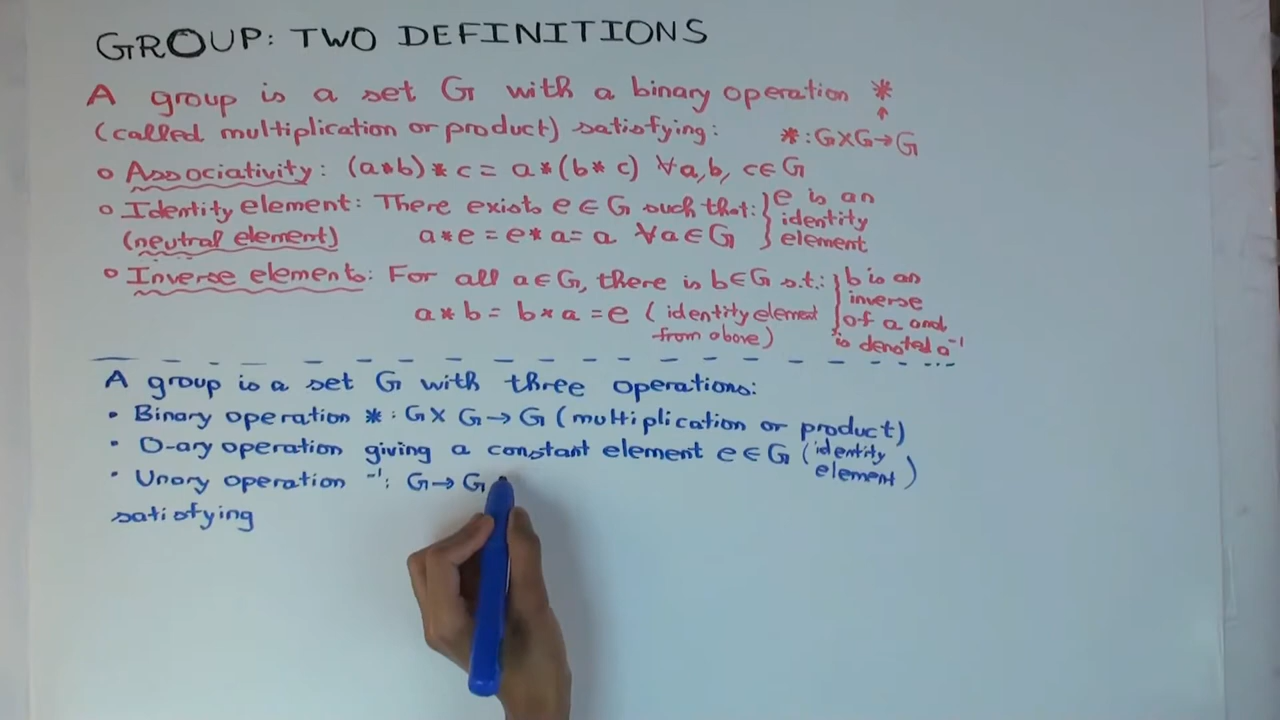 GROUP: TWO DEFINITIONS
A group is a set G with a binary operation *
(called multiplication or product) satisfying: *: G×G→G
∘ Associativity: (a*b)*c = a*(b*c) ∀a,b,c∈G
∘ Identity element: There exists e∈G such that: } e is an
(neutral element) a*e = e*a = a ∀a∈G } identity
element
∘ Inverse elements: For all a∈G, there is b∈G s.t.: } b is an
inverse
a*b = b*a = e (identity element of a and
from above) is denoted a⁻¹
A group is a set G with three operations:
• Binary operation *: G×G→G (multiplication or product)
• 0-ary operation giving a constant element e∈G (identity
element)
• Unary operation ⁻¹: G→G
satisfying